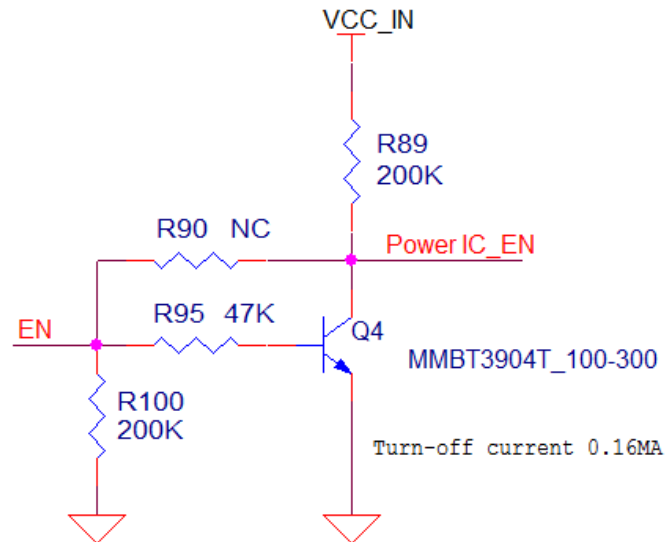 VCC_IN
R89
200K
R90 NC
Power IC_EN
EN
R95 47K
Q4
MMBT3904T_100-300
R100
200K
Turn-off current 0.16MA